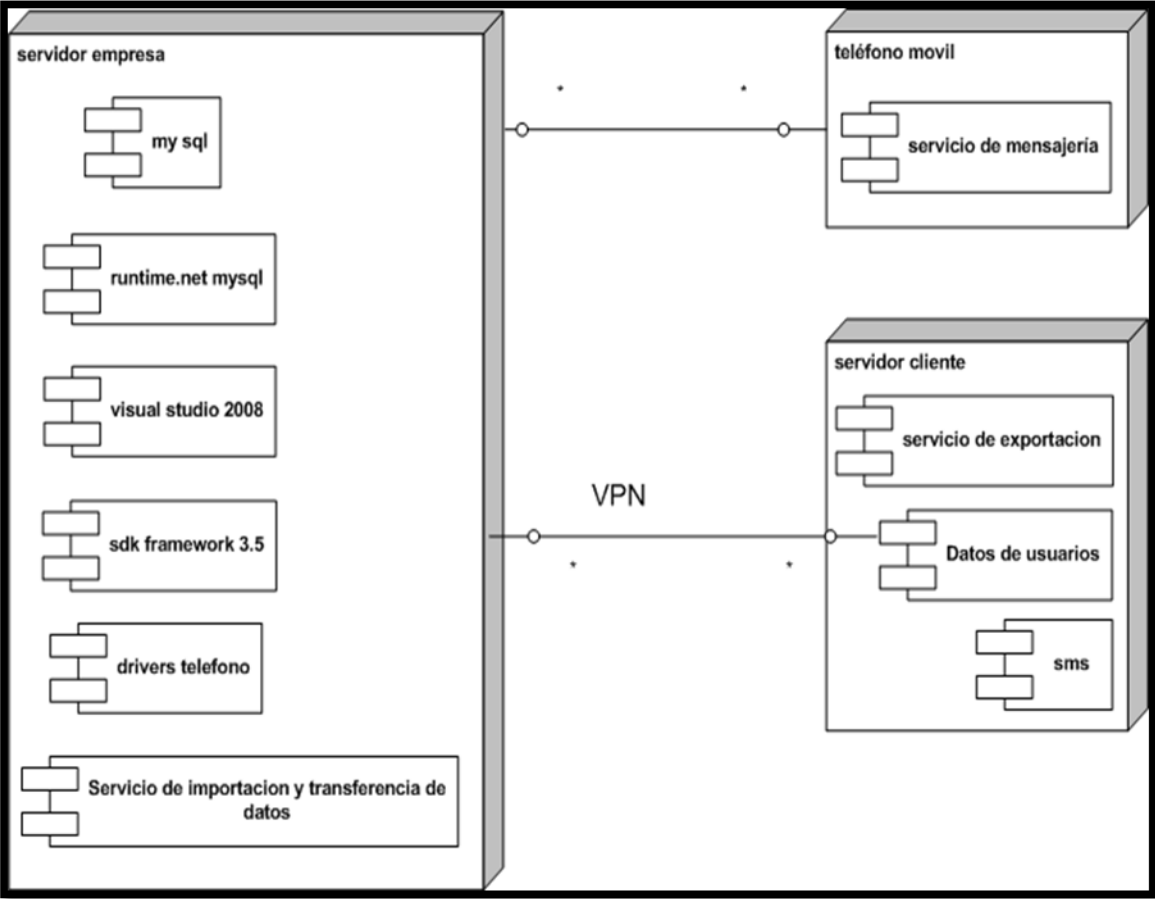 servidor empresa
my sql
runtime.net mysql
visual studio 2008
sdk framework 3.5
drivers telefono
Servicio de importacion y transferencia de
datos
*
*
VPN
*
*
teléfono movil
servicio de mensajería
servidor cliente
servicio de exportacion
Datos de usuarios
sms